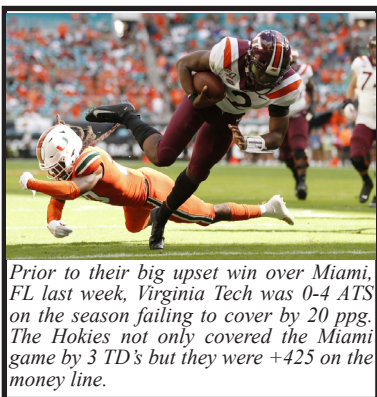 Prior to their big upset win over Miami,
FL last week, Virginia Tech was 0-4 ATS
on the season failing to cover by 20 ppg.
The Hokies not only covered the Miami
game by 3 TD's but they were +425 on the
money line.